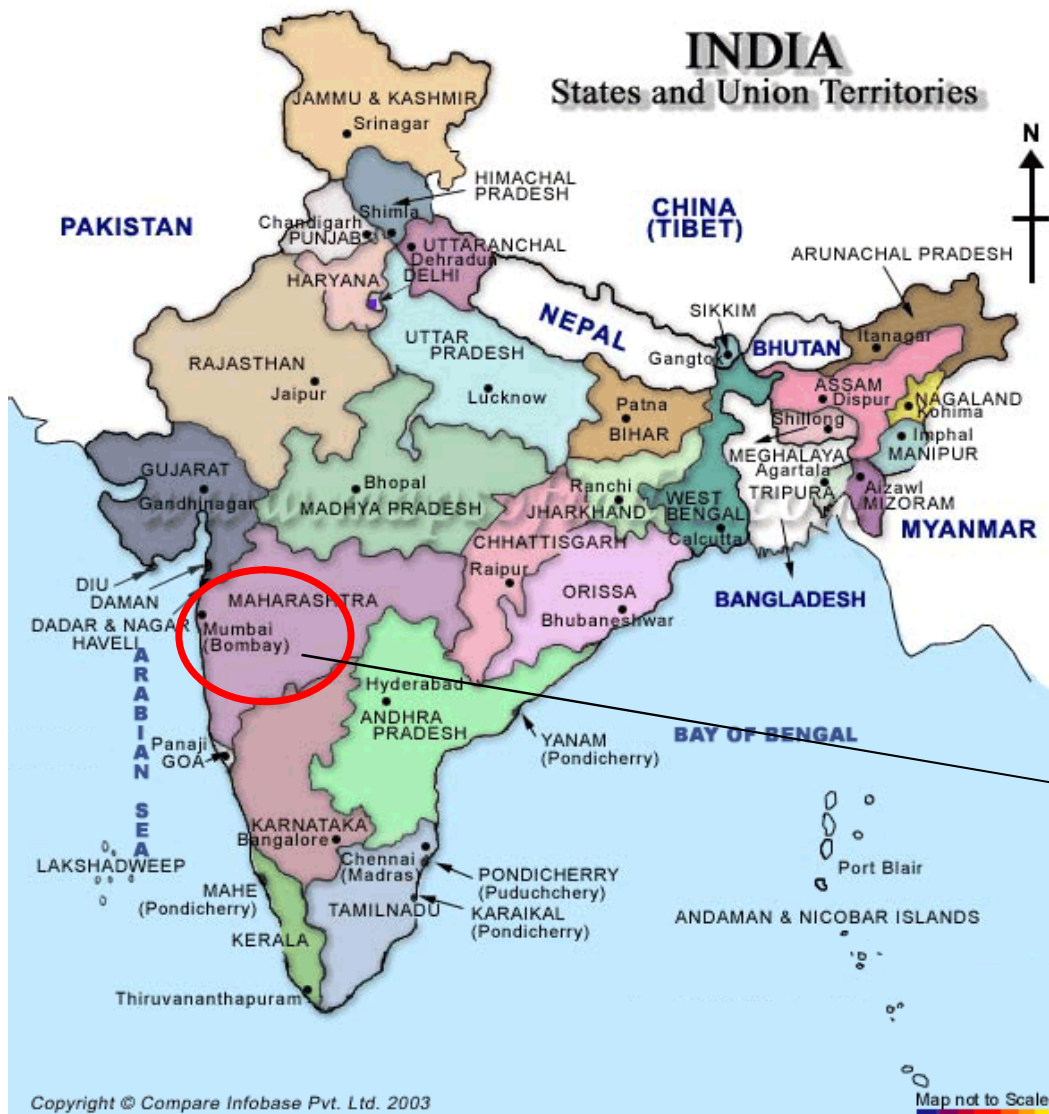 INDIA
States and Union Territories
JAMMU & KASHMIR
Srinagar
N
HIMACHAL
PRADESH
PAKISTAN
CHINA
(TIBET)
Chandigarh
Shimla
PUNJAB
UTTARANCHAL
Dehradun
DELHI
ARUNACHAL PRADESH
HARYANA
SIKKIM
NEPAL
UTTAR
PRADESH
Gangtok
BHUTAN
Itanagar
RAJASTHAN
Jaipur
Lucknow
ASSAM
Dispur
NAGALAND
Kohima
Patna
BIHAR
Shillong
Imphal
MANIPUR
MEGHALAYA
Agartala
TRIPURA
Aizawl
MIZORAM
GUJARAT
Gandhinagar
Bhopal
MADHYA PRADESH
Ranchi
JHARKHAND
WEST
BENGAL
Calcutta
MYANMAR
CHHATTISGARH
Raipur
DIU
DAMAN
DADAR & NAGAR
HAVELI
MAHARASHTRA
Mumbai
(Bombay)
ORISSA
Bhubaneshwar
BANGLADESH
ARABIAN SEA
Hyderabad
ANDHRA
PRADESH
YANAM
(Pondicherry)
BAY OF BENGAL
Panaji
GOA
KARNATAKA
Bangalore
LAKSHADWEEP
Chennai
(Madras)
PONDICHERRY
(Puduchchery)
Port Blair
MAHE
(Pondicherry)
TAMILNADU
KARAIKAL
(Pondicherry)
ANDAMAN & NICOBAR ISLANDS
KERALA
Thiruvananthapuram
Copyright © Compare Infobase Pvt. Ltd. 2003
Map not to Scale